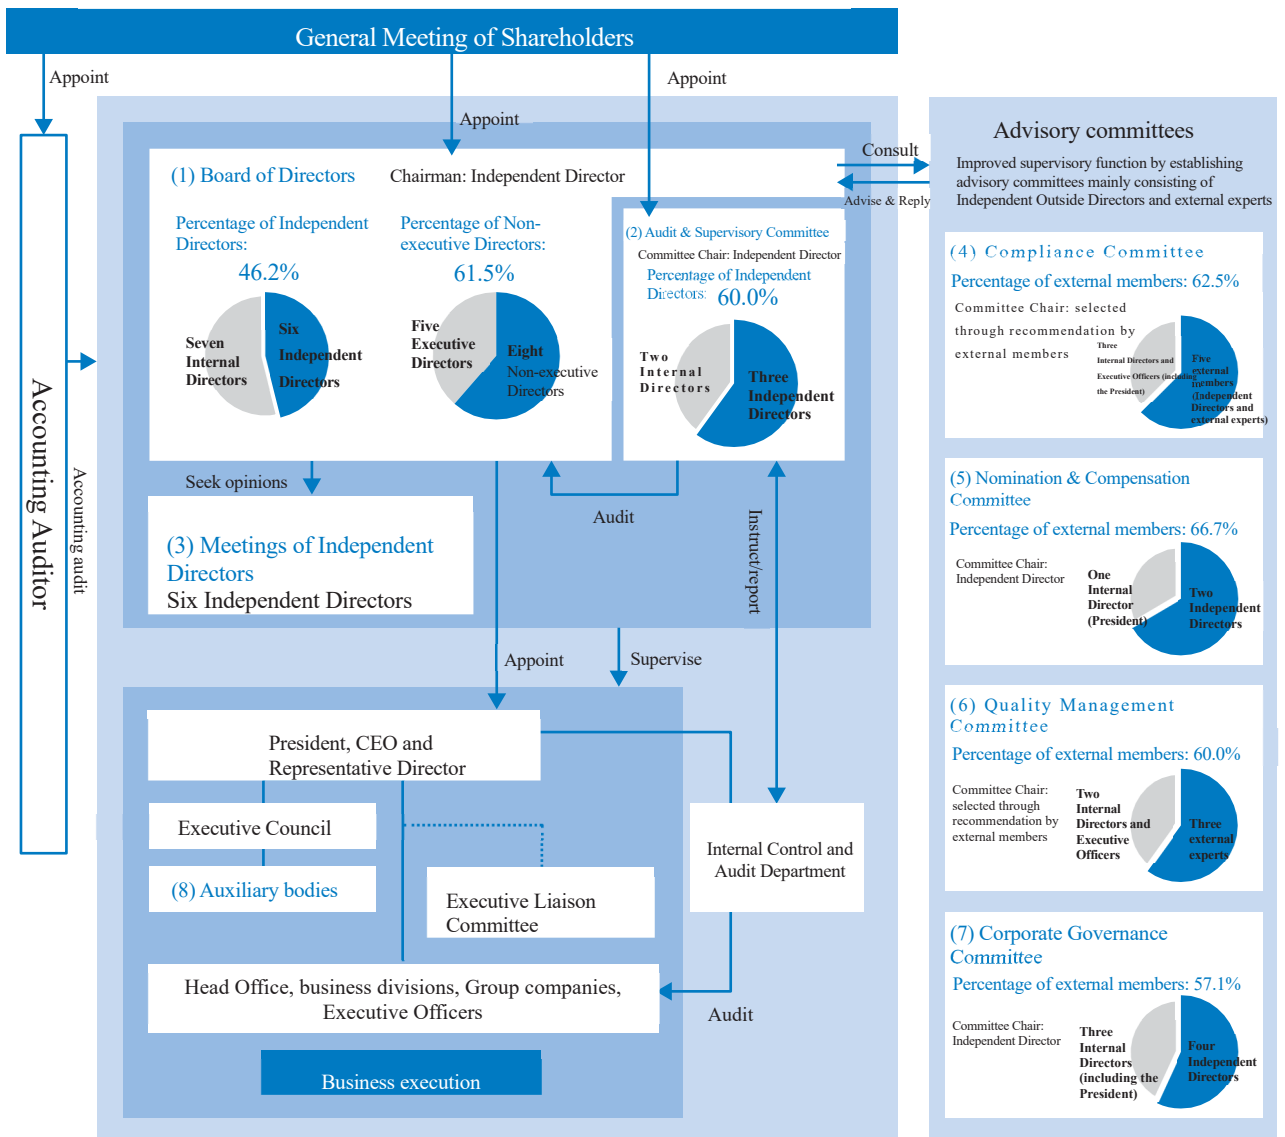 General Meeting of Shareholders
Appoint
Appoint
Appoint
Accounting Auditor
Accounting audit
(1) Board of Directors
Chairman: Independent Director
Percentage of Independent
Directors:
46.2%
Seven
Internal
Directors
Six
Independent
Directors
Percentage of Non-
executive Directors:
61.5%
Five
Executive
Directors
Eight
Non-executive
Directors
(2) Audit & Supervisory Committee
Committee Chair: Independent Director
Percentage of Independent
Directors: 60.0%
Two
Internal
Directors
Three
Independent
Directors
Consult
Advise & Reply
Seek opinions
Audit
Instruct/report
(3) Meetings of Independent
Directors
Six Independent Directors
Appoint
Supervise
President, CEO and
Representative Director
Executive Council
(8) Auxiliary bodies
Executive Liaison
Committee
Internal Control and
Audit Department
Head Office, business divisions, Group companies,
Executive Officers
Audit
Business execution
Advisory committees
Improved supervisory function by establishing
advisory committees mainly consisting of
Independent Outside Directors and external experts
(4) Compliance Committee
Percentage of external members: 62.5%
Committee Chair: selected
through recommendation by
external members
Three
Internal Directors and
Executive Officers (including
the President)
Five
external
members
(Independent
Directors and
external experts)
(5) Nomination & Compensation
Committee
Percentage of external members: 66.7%
Committee Chair:
Independent Director
One
Internal
Director
(President)
Two
Independent
Directors
(6) Quality Management
Committee
Percentage of external members: 60.0%
Committee Chair:
selected through
recommendation by
external members
Two
Internal
Directors and
Executive
Officers
Three
external
experts
(7) Corporate Governance
Committee
Percentage of external members: 57.1%
Committee Chair:
Independent Director
Three
Internal
Directors
(including the
President)
Four
Independent
Directors